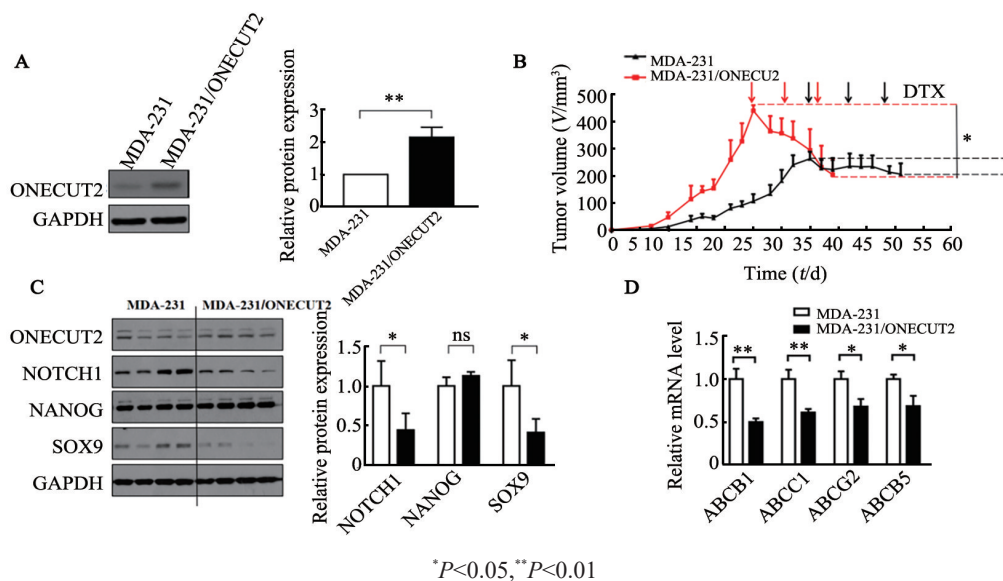 A
MDA-231
MDA-231/ONECUT2
ONECUT2
GAPDH
Relative protein expression
3
2
1
0
**
MDA-231
MDA-231/ONECUT2
B
MDA-231
MDA-231/ONECU2
DTX
Tumor volume (V/mm³)
500
400
300
200
100
0
*
0 5 10 15 20 25 30 35 40 45 50 60
Time (t/d)
C
MDA-231 MDA-231/ONECUT2
ONECUT2
NOTCH1
NANOG
SOX9
GAPDH
Relative protein expression
1.5
1.0
0.5
0
* ns *
NOTCH1 NANOG SOX9
D
MDA-231
MDA-231/ONECUT2
Relative mRNA level
1.5
1.0
0.5
0
** ** * *
ABCB1 ABCC1 ABCG2 ABCB5
*P<0.05,**P<0.01